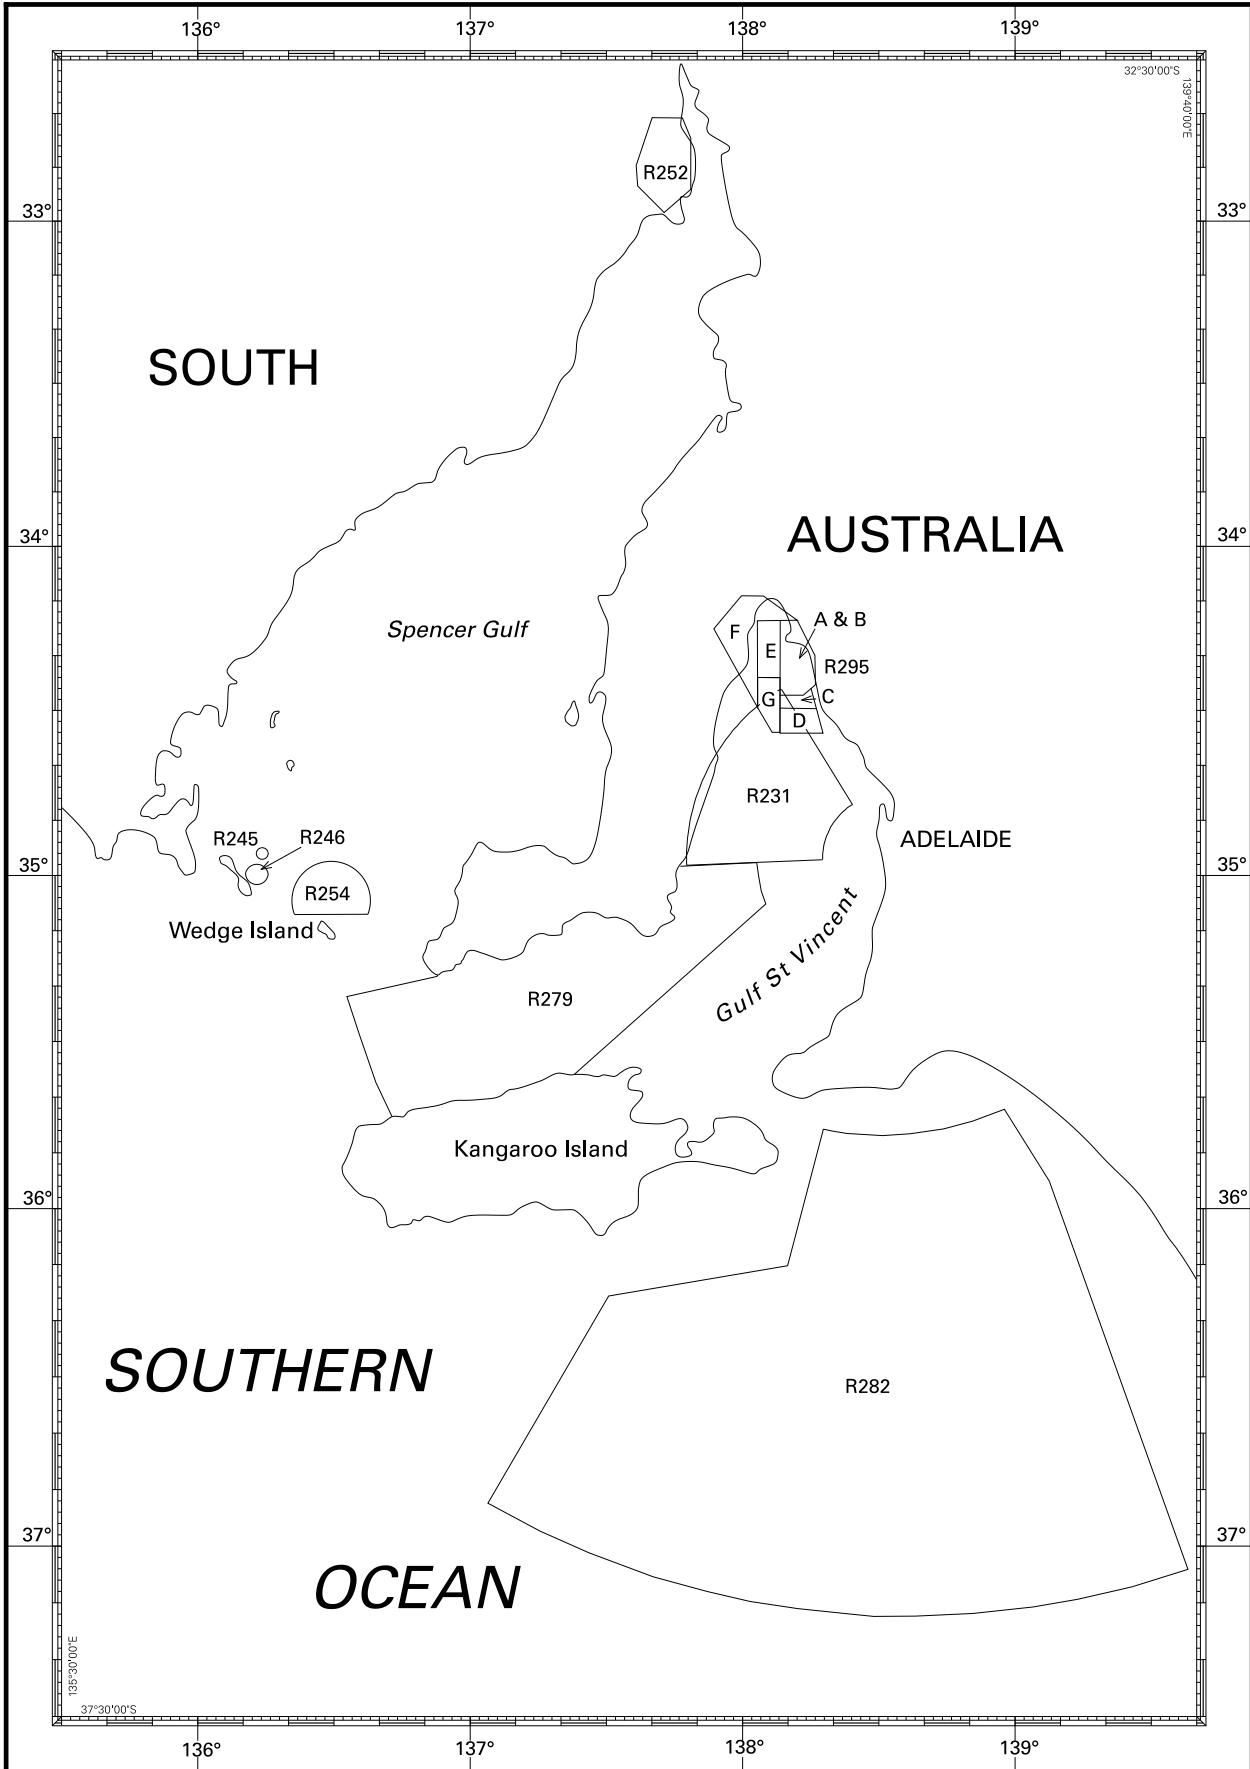 136°
137°
138°
139°
32°30'00"S
139°40'00"E
R252
33°
33°
SOUTH
34°
34°
AUSTRALIA
Spencer Gulf
F
A & B
E
R295
G
C
D
R231
R245
R246
ADELAIDE
35°
35°
R254
Wedge Island
Gulf St Vincent
R279
Kangaroo Island
36°
36°
SOUTHERN
R282
37°
37°
OCEAN
135°30'00"E
37°30'00"S
136°
137°
138°
139°